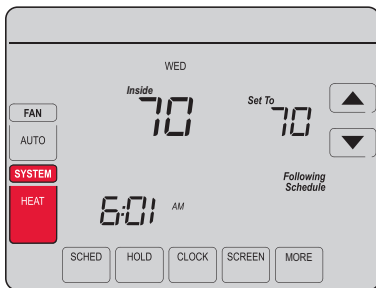 WED
Inside
70
Set To
70
FAN
AUTO
SYSTEM
HEAT
Following
Schedule
6:01 AM
SCHED HOLD CLOCK SCREEN MORE